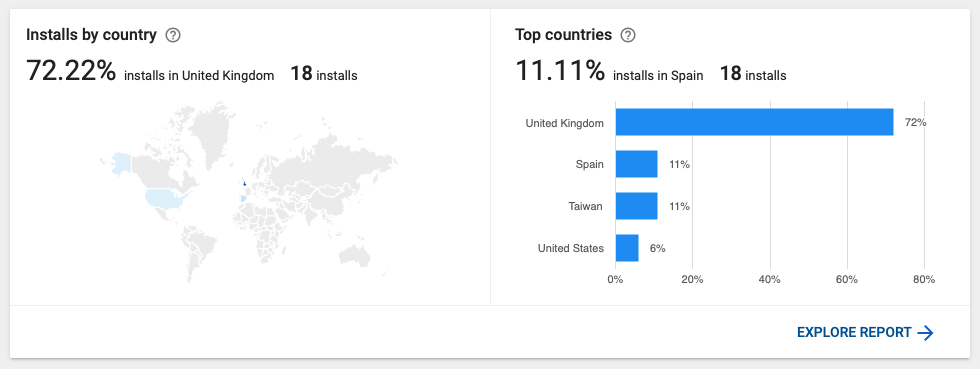 Installs by country
72.22% installs in United Kingdom 18 installs
Top countries
11.11% installs in Spain 18 installs
United Kingdom 72%
Spain 11%
Taiwan 11%
United States 6%
0% 20% 40% 60% 80%
EXPLORE REPORT